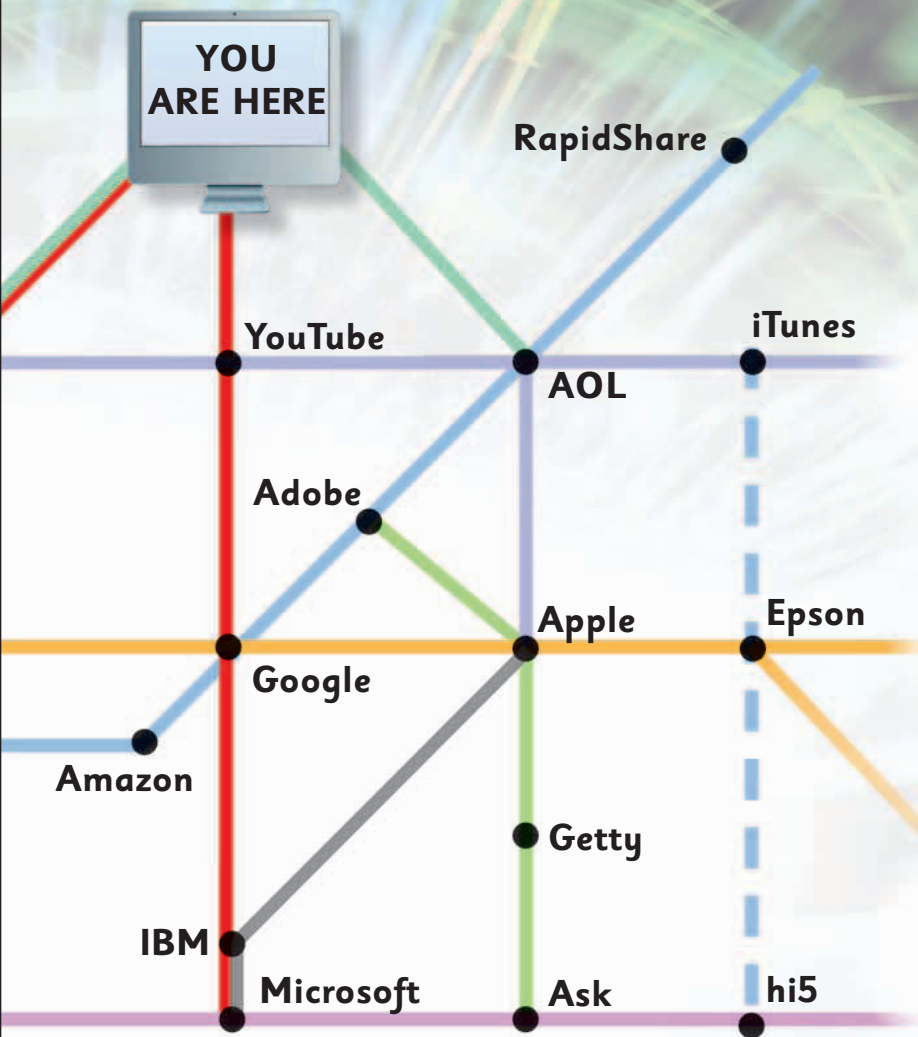 YOU
ARE HERE
RapidShare
YouTube
iTunes
AOL
Adobe
Apple
Epson
Google
Amazon
Getty
IBM
Microsoft
Ask
hi5